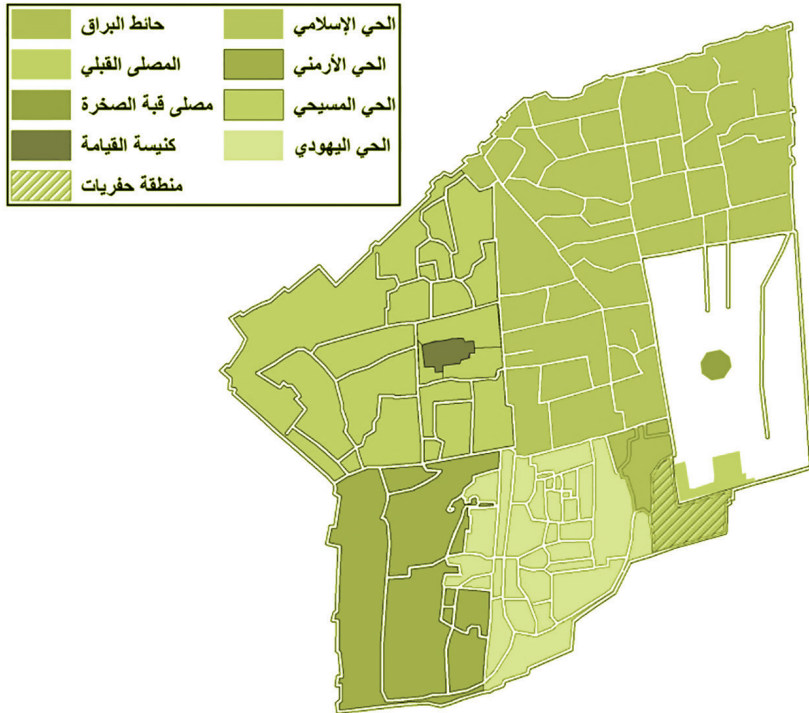 الحي الإسلامي
حائط البراق
الحي الأرمني
المصلى القبلي
الحي المسيحي
مصلى قبة الصخرة
الحي اليهودي
كنيسة القيامة
منطقة حفريات